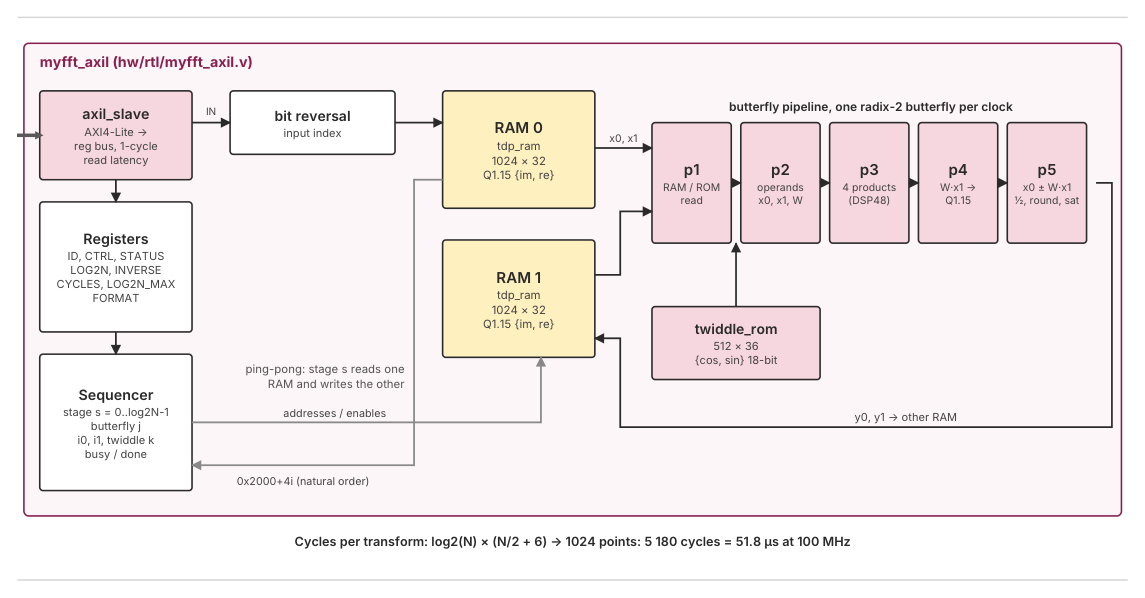 myfft_axil (hw/rtl/myfft_axil.v)
axil_slave
AXI4-Lite →
reg bus, 1-cycle
read latency
IN
bit reversal
input index
RAM 0
tdp_ram
1024 × 32
Q1.15 {im, re}
x0, x1
butterfly pipeline, one radix-2 butterfly per clock
p1
RAM / ROM
read
p2
operands
x0, x1, W
p3
4 products
(DSP48)
p4
W·x1 →
Q1.15
p5
x0 ± W·x1
½, round, sat
Registers
ID, CTRL, STATUS
LOG2N, INVERSE
CYCLES, LOG2N_MAX
FORMAT
RAM 1
tdp_ram
1024 × 32
Q1.15 {im, re}
twiddle_rom
512 × 36
{cos, sin} 18-bit
Sequencer
stage s = 0..log2N-1
butterfly j
i0, i1, twiddle k
busy / done
ping-pong: stage s reads one
RAM and writes the other
addresses / enables
y0, y1 → other RAM
0x2000+4i (natural order)
Cycles per transform: log2(N) × (N/2 + 6) → 1024 points: 5 180 cycles = 51.8 µs at 100 MHz